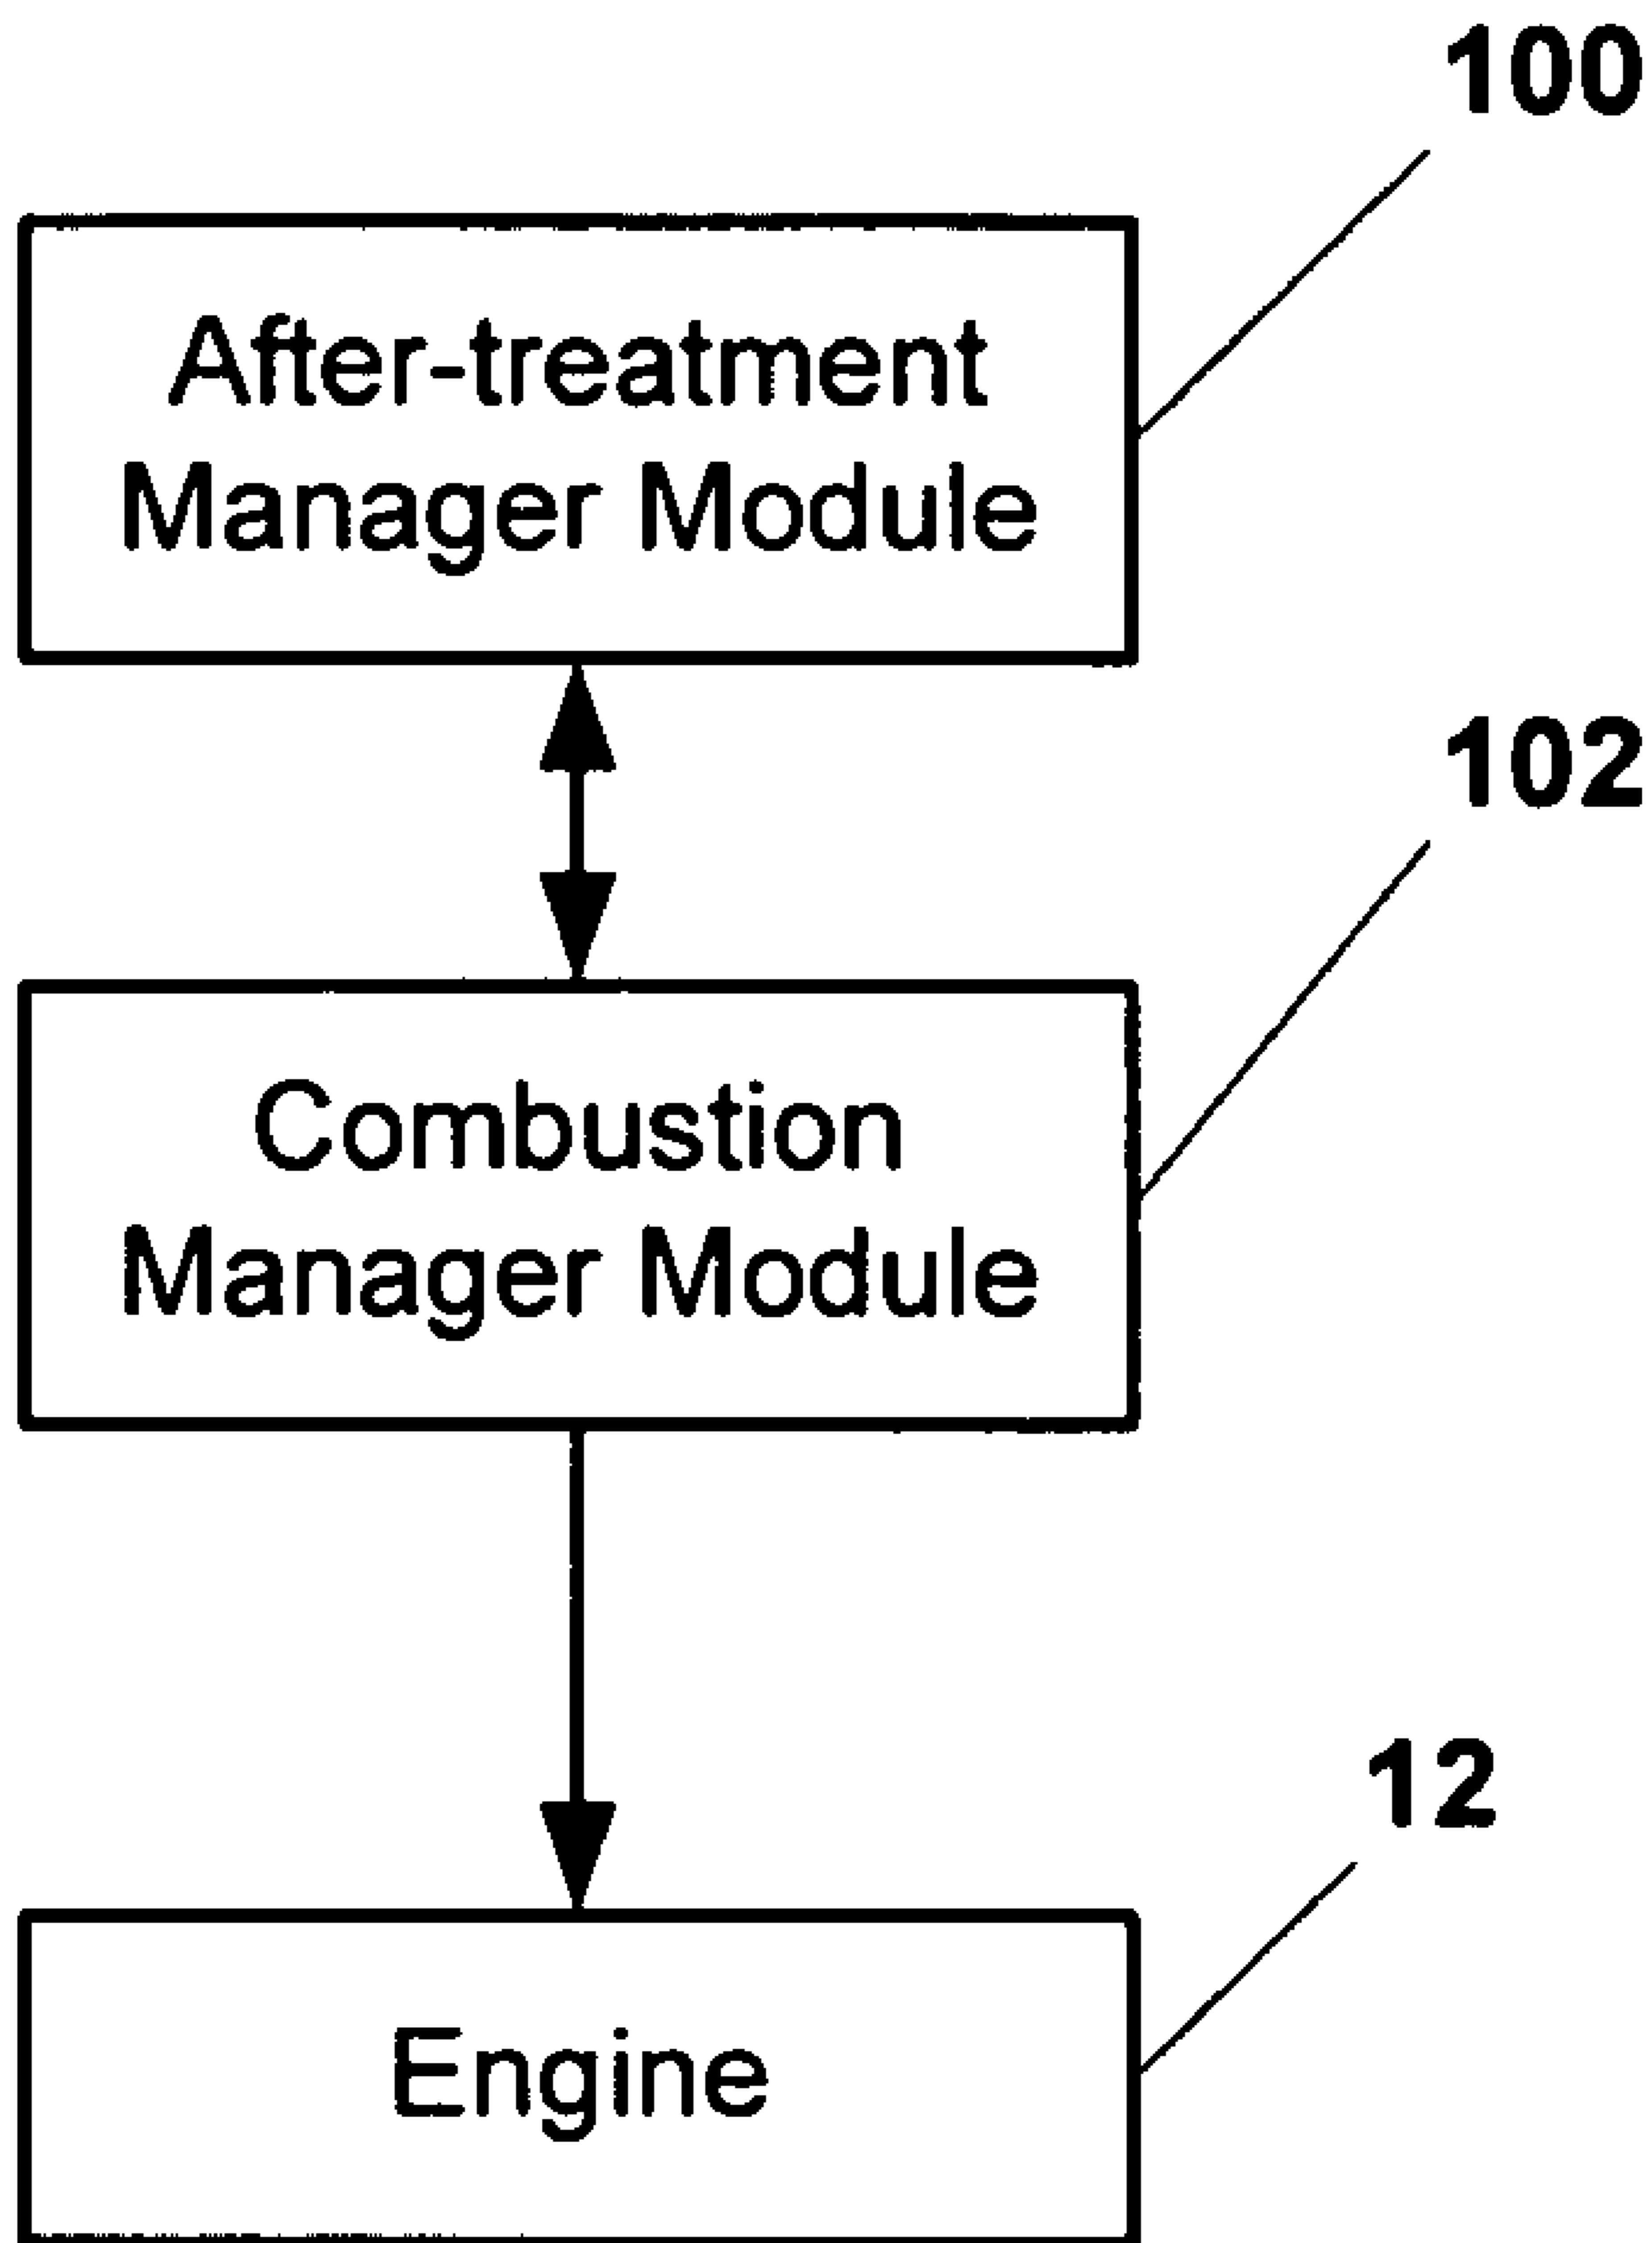 100
After-treatment
Manager Module
102
Combustion
Manager Module
12
Engine